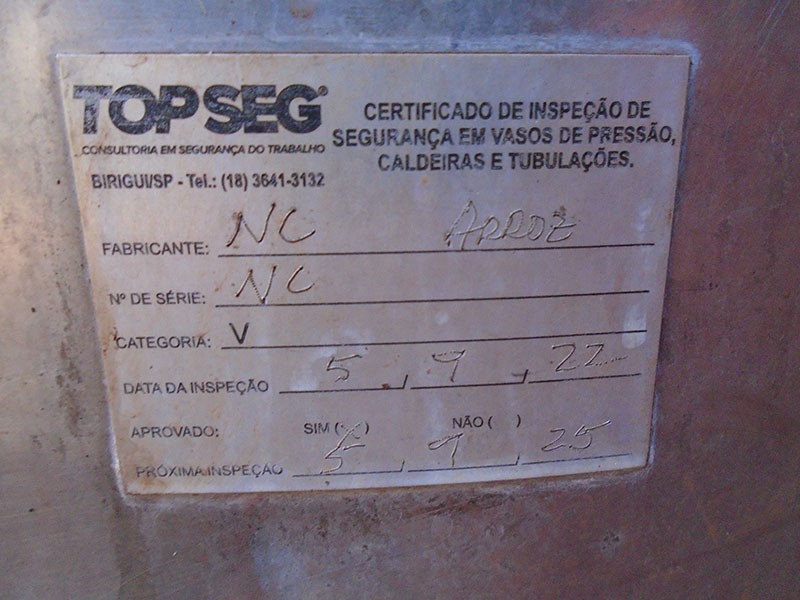 TOPSEG®
CONSULTORIA EM SEGURANÇA DO TRABALHO
BIRIGUI/SP - Tel.: (18) 3641-3132
CERTIFICADO DE INSPEÇÃO DE
SEGURANÇA EM VASOS DE PRESSÃO,
CALDEIRAS E TUBULAÇÕES.
FABRICANTE: NC ARROZ
Nº DE SÉRIE: NC
CATEGORIA: V
DATA DA INSPEÇÃO 5 / 9 / 22
APROVADO: SIM (X) NÃO ( )
PRÓXIMA INSPEÇÃO 5 / 9 / 25